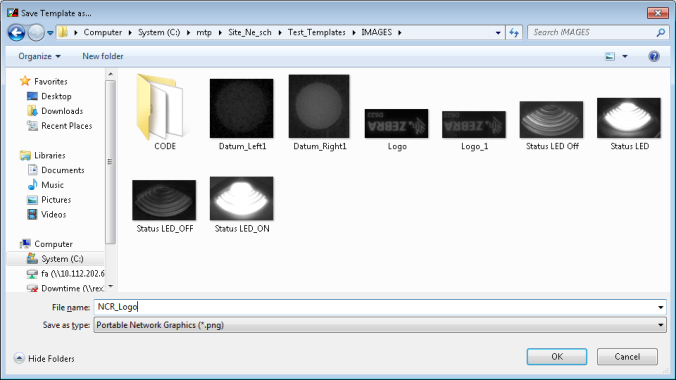 Save Template as...
Computer System (C:) mtp Site_Ne_sch Test_Templates IMAGES
Search IMAGES
Organize New folder
Favorites
Desktop
Downloads
Recent Places
Libraries
Documents
Music
Pictures
Videos
Computer
System (C:)
fa (\\10.112.202.6
Downtime (\\rex
CODE Datum_Left1 Datum_Right1 Logo Logo_1 Status LED Off Status LED
ZEBRA
ZEBRA
Status LED_OFF Status LED_ON
File name: NCR_Logo
Save as type: Portable Network Graphics (*.png)
Hide Folders
OK Cancel